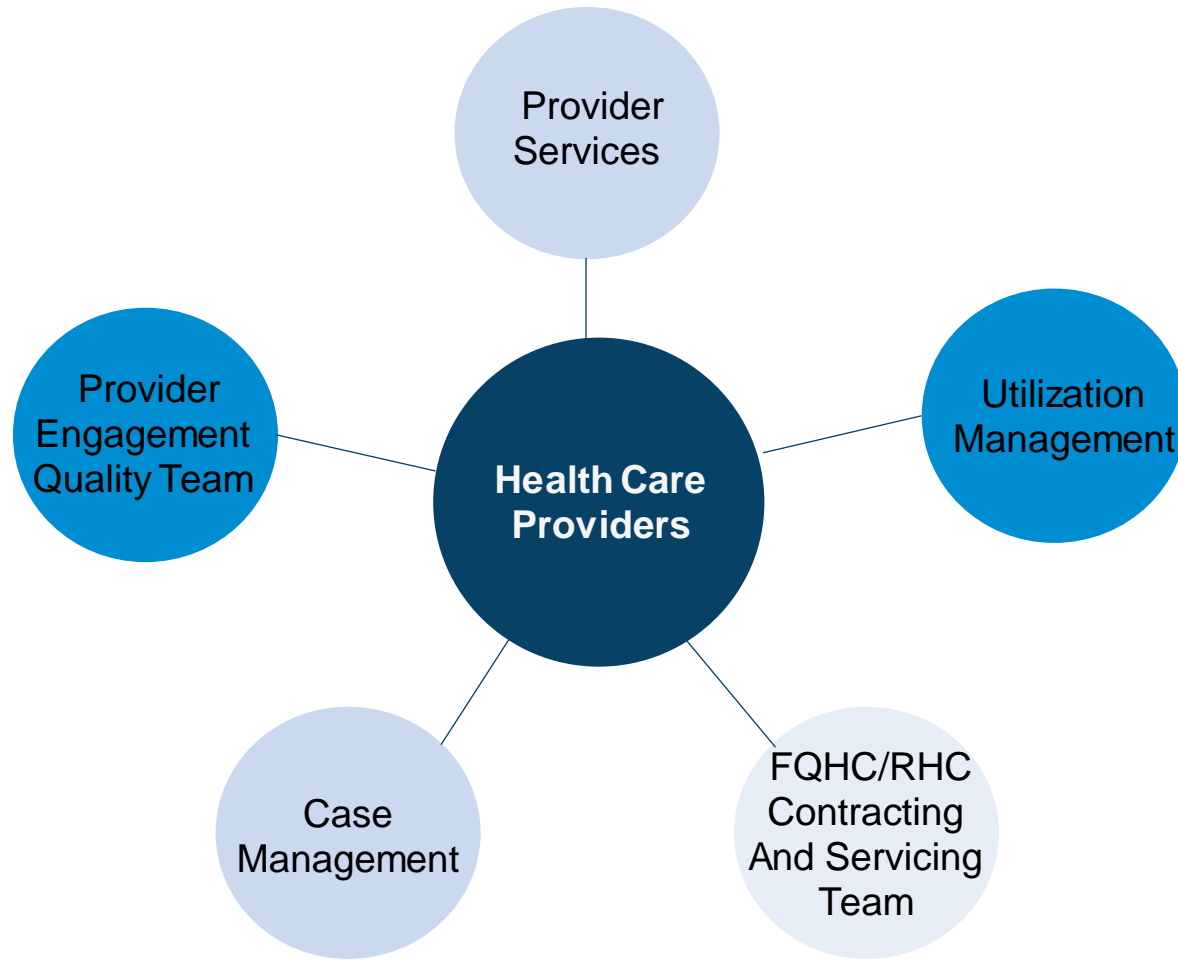 Provider
Services
Provider
Engagement
Quality Team
Utilization
Management
Health Care
Providers
Case
Management
FQHC/RHC
Contracting
And Servicing
Team